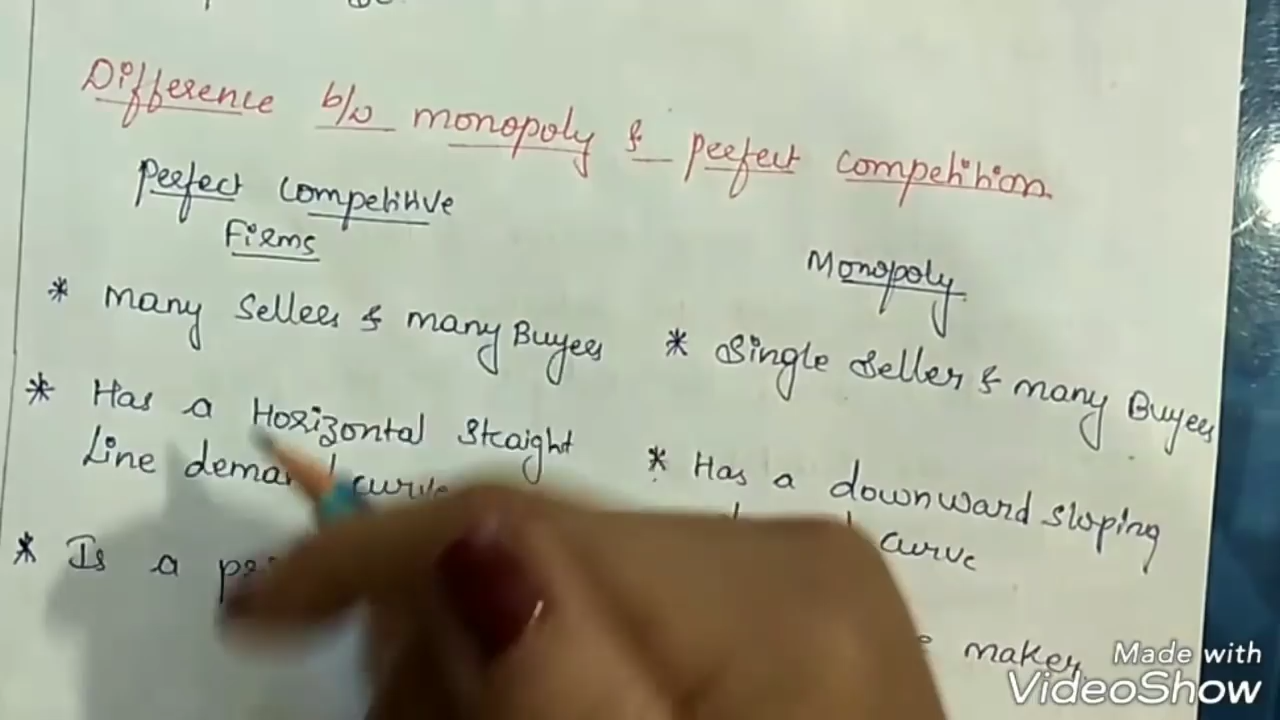 Difference b/w monopoly & perfect competition
Perfect Competitive
Firms
* Many Sellers & many Buyers
* Has a Horizontal Straight
Line demand curve
* Is a
Monopoly
* Single Seller & many Buyers
* Has a downward sloping
curve
maker
Made with
VideoShow